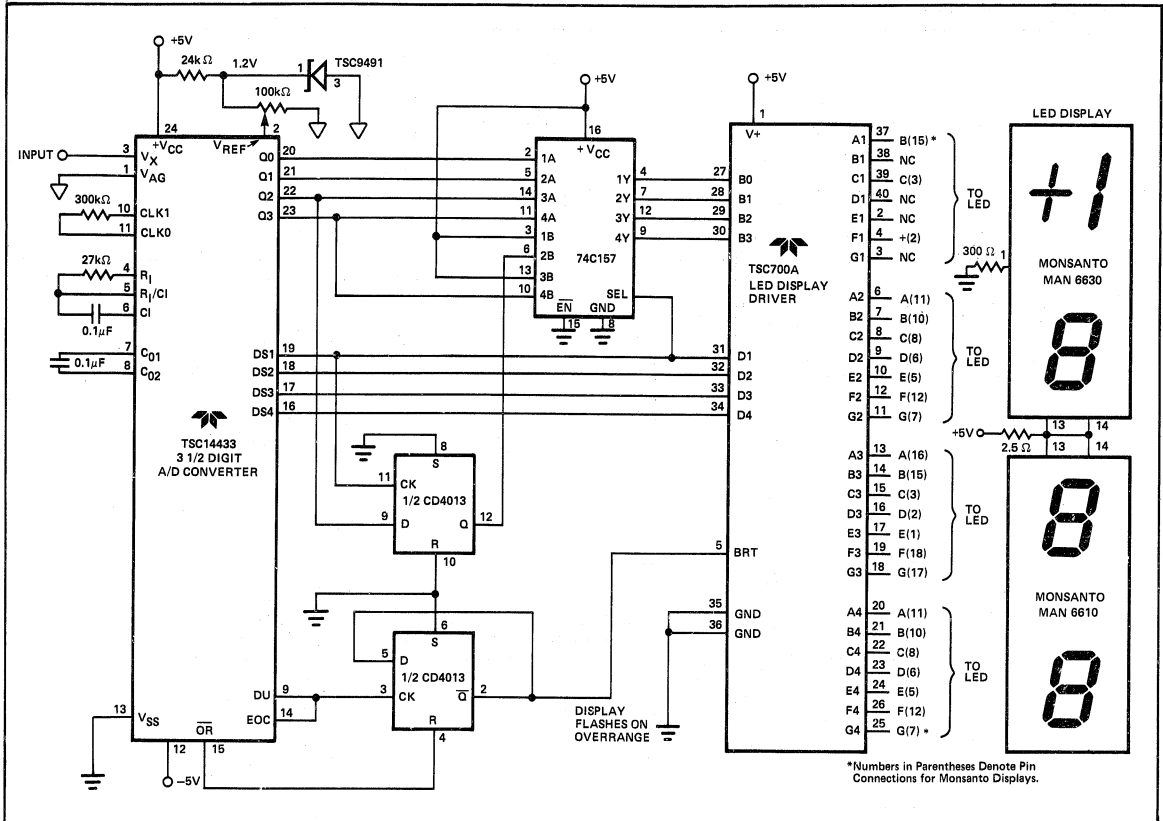 +5V
24k Ω
1.2V
1
TSC9491
3
100kΩ
24
+VCC
2
VREF
INPUT
3
VX
1
VAG
300kΩ
10
CLK1
11
CLK0
27kΩ
4
RI
5
RI/CI
6
CI
0.1μF
7
CO1
0.1μF
8
CO2
Q0
20
Q1
21
Q2
22
Q3
23
DS1
19
DS2
18
DS3
17
DS4
16
TSC14433
3 1/2 DIGIT
A/D CONVERTER
DU
9
EOC
14
13
VSS
OR
15
12
−5V
+5V
16
+ VCC
2
1A
5
2A
14
3A
11
4A
3
1B
6
2B
13
3B
10
4B
1Y
4
2Y
7
3Y
12
4Y
9
74C157
SEL
EN
GND
15
8
8
S
11
CK
1/2 CD4013
9
D
Q
12
R
10
6
S
5
D
1/2 CD4013
3
CK
Q
2
R
4
DISPLAY
FLASHES ON
OVERRANGE
+5V
1
V+
27
B0
28
B1
29
B2
30
B3
TSC700A
LED DISPLAY
DRIVER
31
D1
32
D2
33
D3
34
D4
5
BRT
35
GND
36
GND
A1 37 B(15) *
B1 38 NC
C1 39 C(3)
D1 40 NC
E1 2 NC
F1 4 +(2)
G1 3 NC
TO
LED
A2 6 A(11)
B2 7 B(10)
C2 8 C(8)
D2 9 D(6)
E2 10 E(5)
F2 12 F(12)
G2 11 G(7)
TO
LED
A3 13 A(16)
B3 14 B(15)
C3 15 C(3)
D3 16 D(2)
E3 17 E(1)
F3 19 F(18)
G3 18 G(17)
TO
LED
A4 20 A(11)
B4 21 B(10)
C4 22 C(8)
D4 23 D(6)
E4 24 E(5)
F4 26 F(12)
G4 25 G(7) *
TO
LED
*Numbers in Parentheses Denote Pin
Connections for Monsanto Displays.
LED DISPLAY
+1
300 Ω
1
MONSANTO
MAN 6630
8
13
14
+5V
2.5 Ω
13
14
8
MONSANTO
MAN 6610
8